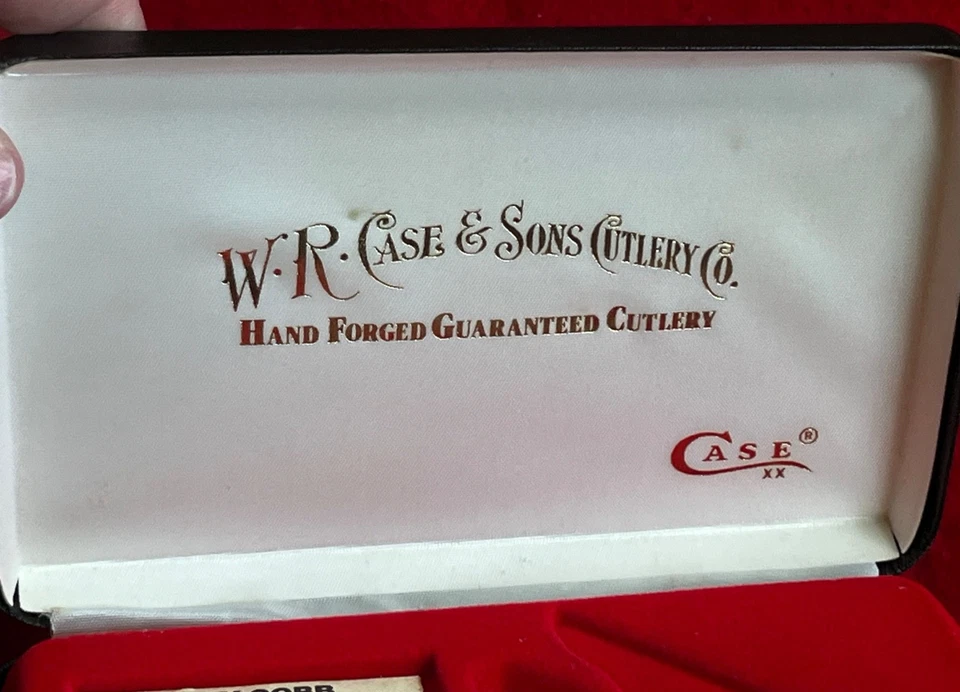 W. R. CASE & SONS CUTLERY CO.
HAND FORGED GUARANTEED CUTLERY
CASE ®
XX